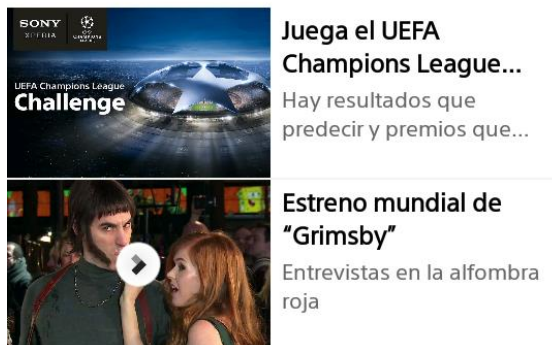 SONY
XPERIA
UEFA Champions League
Challenge
Juega el UEFA
Champions League...
Hay resultados que
predecir y premios que...
Estreno mundial de
“Grimsby”
Entrevistas en la alfombra
roja